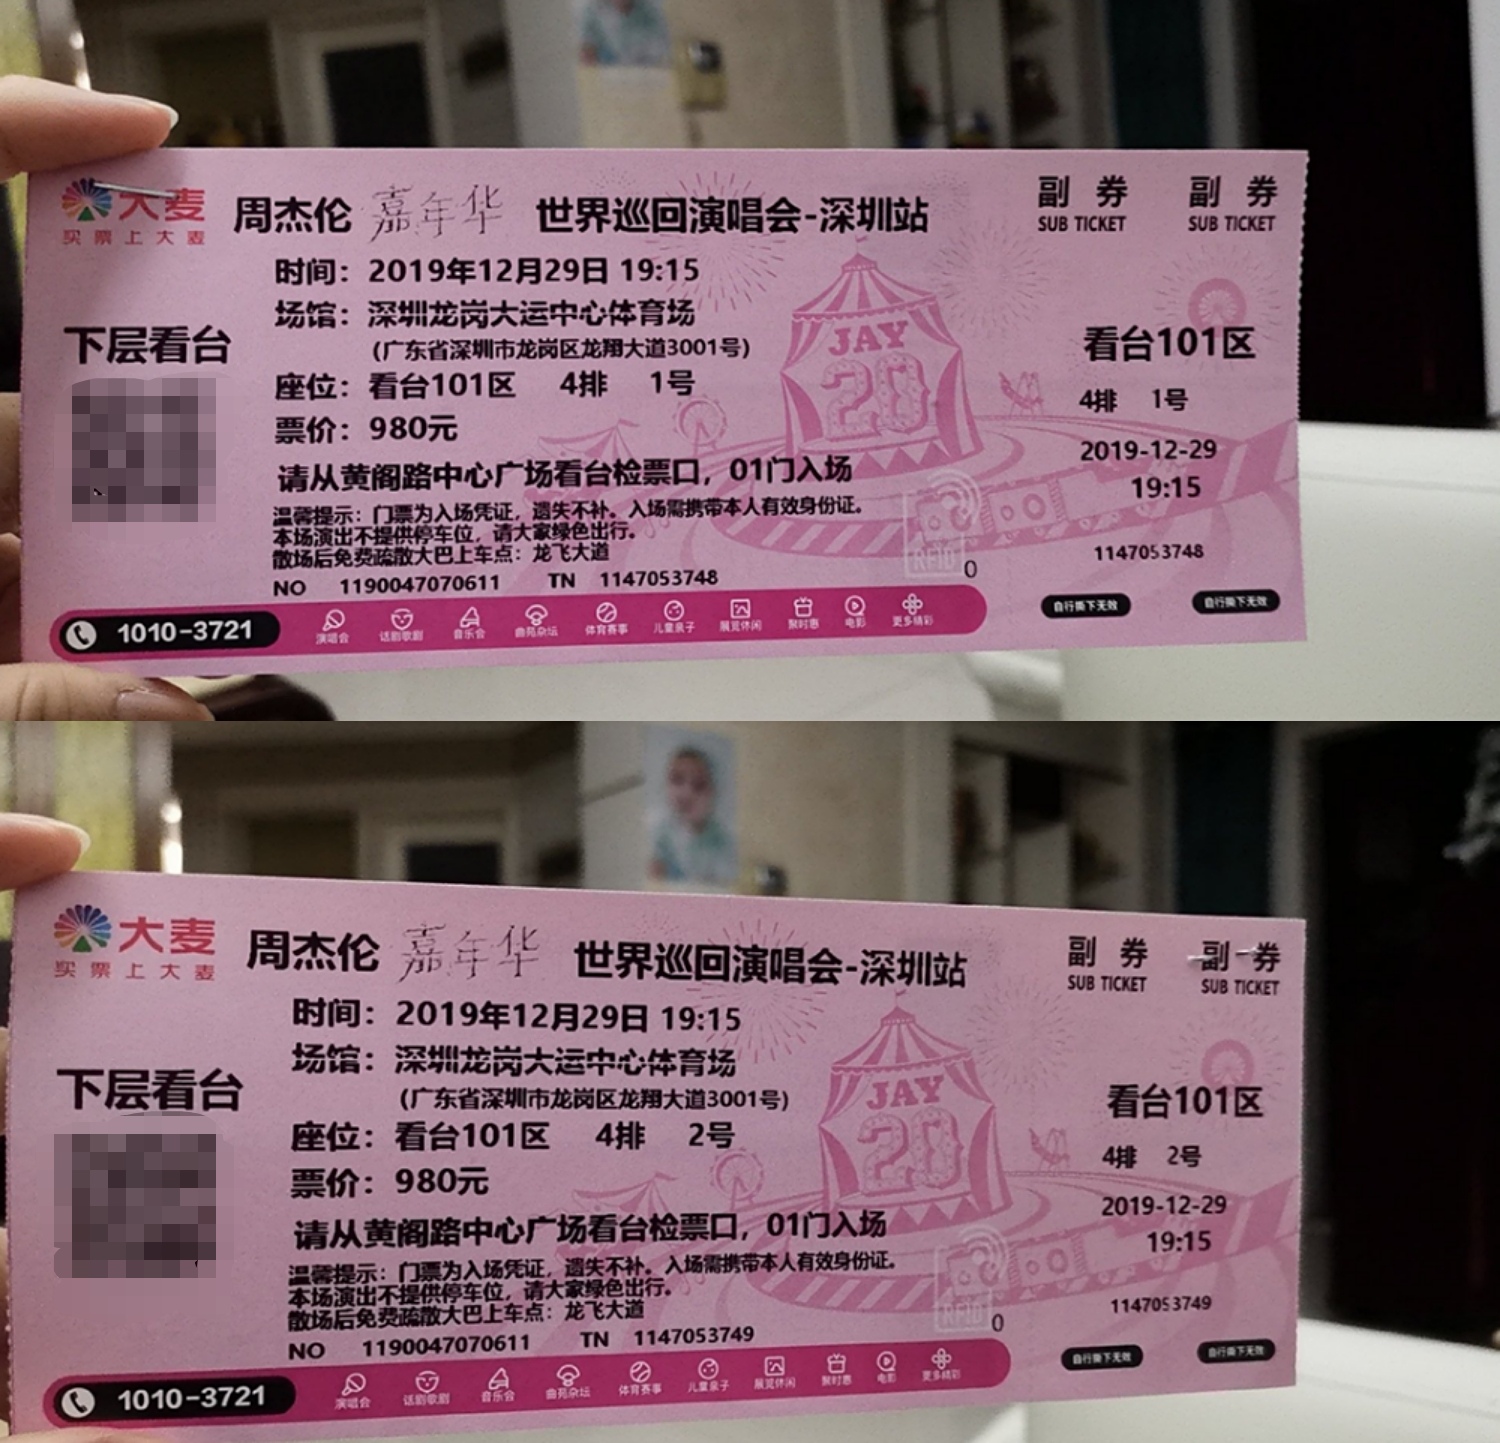 大麦
买票上大麦
周杰伦 嘉年华 世界巡回演唱会-深圳站
副 券 副 券
SUB TICKET SUB TICKET
时间：2019年12月29日 19:15
场馆：深圳龙岗大运中心体育场
(广东省深圳市龙岗区龙翔大道3001号)
下层看台
座位：看台101区 4排 1号
票价：980元
请从黄阁路中心广场看台检票口，01门入场
温馨提示：门票为入场凭证，遗失不补。入场需携带本人有效身份证。
本场演出不提供停车位，请大家绿色出行。
散场后免费疏散大巴上车点：龙飞大道
NO 1190047070611 TN 1147053748
JAY
20
RFID
0
看台101区
4排 1号
2019-12-29
19:15
1147053748
自行撕下无效 自行撕下无效
1010-3721
演唱会 话剧歌剧 音乐会 曲苑杂坛 体育赛事 儿童亲子 展览休闲 聚时惠 电影 更多精彩
大麦
买票上大麦
周杰伦 嘉年华 世界巡回演唱会-深圳站
副 券 副 券
SUB TICKET SUB TICKET
时间：2019年12月29日 19:15
场馆：深圳龙岗大运中心体育场
(广东省深圳市龙岗区龙翔大道3001号)
下层看台
座位：看台101区 4排 2号
票价：980元
请从黄阁路中心广场看台检票口，01门入场
温馨提示：门票为入场凭证，遗失不补。入场需携带本人有效身份证。
本场演出不提供停车位，请大家绿色出行。
散场后免费疏散大巴上车点：龙飞大道
NO 1190047070611 TN 1147053749
JAY
20
RFID
0
看台101区
4排 2号
2019-12-29
19:15
1147053749
自行撕下无效 自行撕下无效
1010-3721
演唱会 话剧歌剧 音乐会 曲苑杂坛 体育赛事 儿童亲子 展览休闲 聚时惠 电影 更多精彩